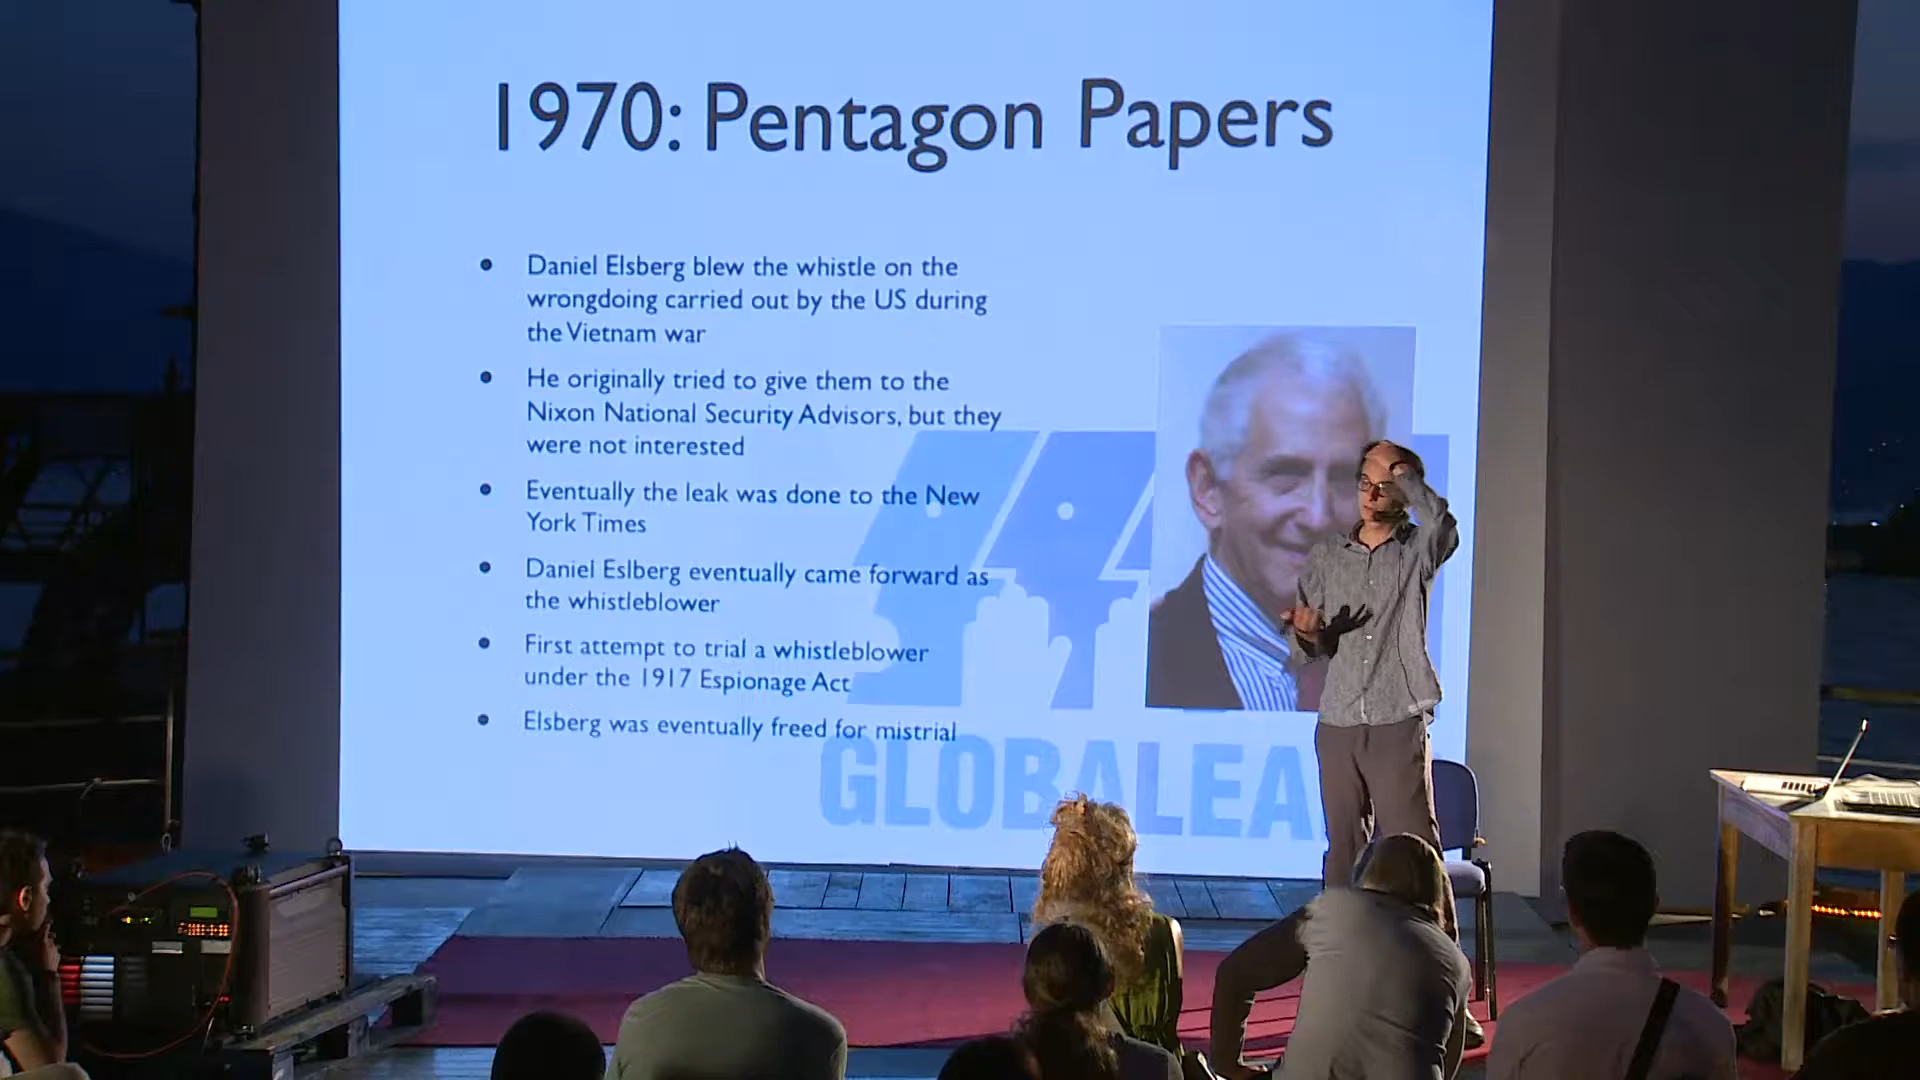 1970: Pentagon Papers
Daniel Elsberg blew the whistle on the
wrongdoing carried out by the US during
the Vietnam war
He originally tried to give them to the
Nixon National Security Advisors, but they
were not interested
Eventually the leak was done to the New
York Times
Daniel Eslberg eventually came forward as
the whistleblower
First attempt to trial a whistleblower
under the 1917 Espionage Act
Elsberg was eventually freed for mistrial
GLOBALEA